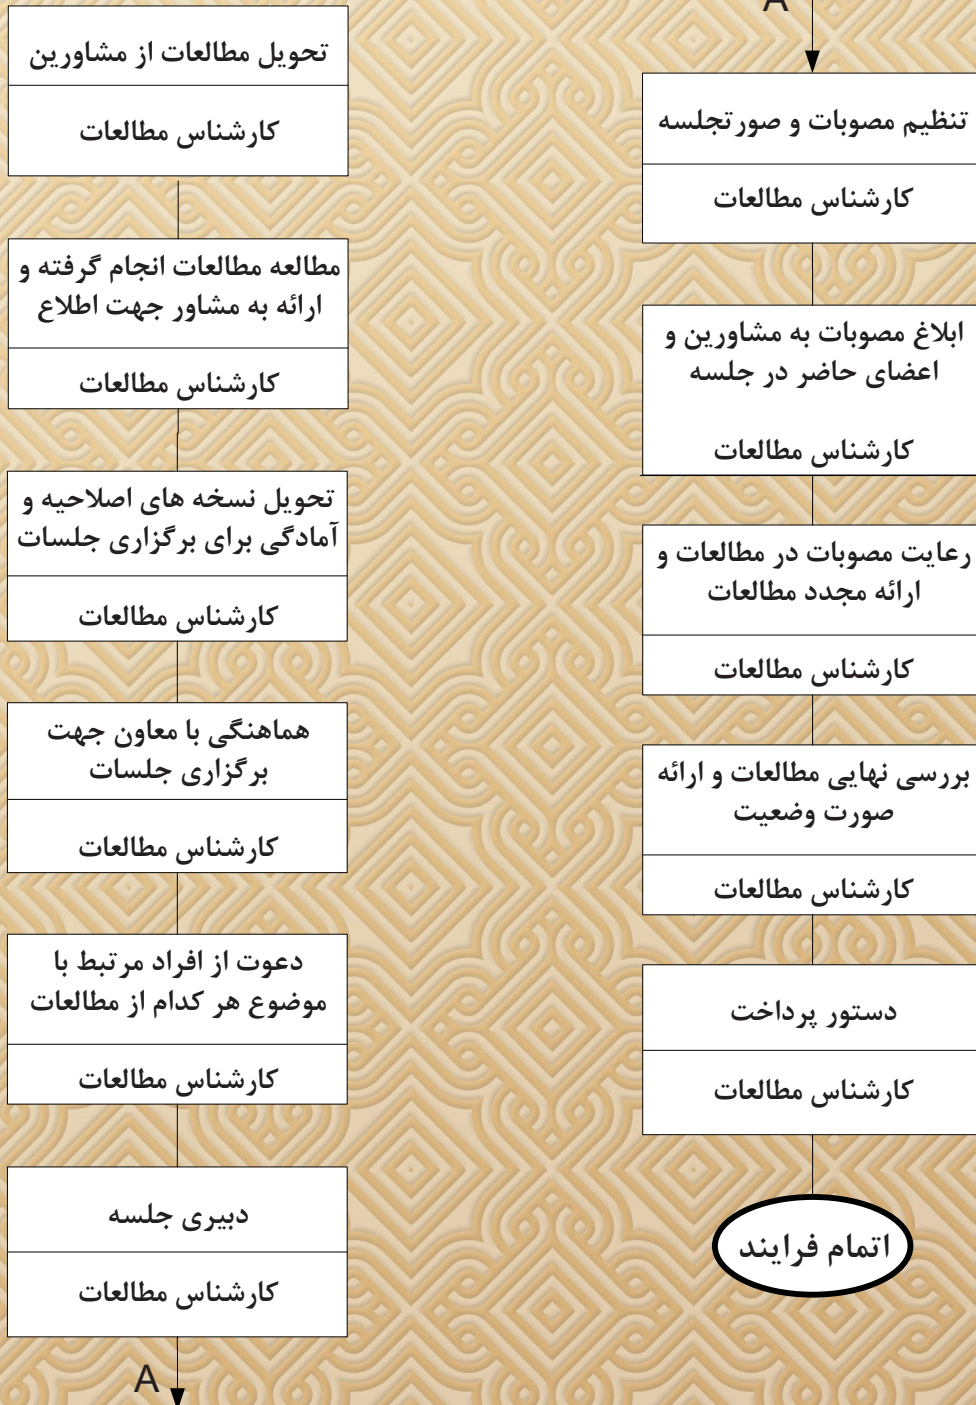 تحویل مطالعات از مشاورین
کارشناس مطالعات
مطالعه مطالعات انجام گرفته و
ارائه به مشاور جهت اطلاع
کارشناس مطالعات
تحویل نسخه های اصلاحیه و
آمادگی برای برگزاری جلسات
کارشناس مطالعات
هماهنگی با معاون جهت
برگزاری جلسات
کارشناس مطالعات
دعوت از افراد مرتبط با
موضوع هر کدام از مطالعات
کارشناس مطالعات
دبیری جلسه
کارشناس مطالعات
A
A
تنظیم مصوبات و صورتجلسه
کارشناس مطالعات
ابلاغ مصوبات به مشاورین و
اعضای حاضر در جلسه
کارشناس مطالعات
رعایت مصوبات در مطالعات و
ارائه مجدد مطالعات
کارشناس مطالعات
بررسی نهایی مطالعات و ارائه
صورت وضعیت
کارشناس مطالعات
دستور پرداخت
کارشناس مطالعات
اتمام فرایند